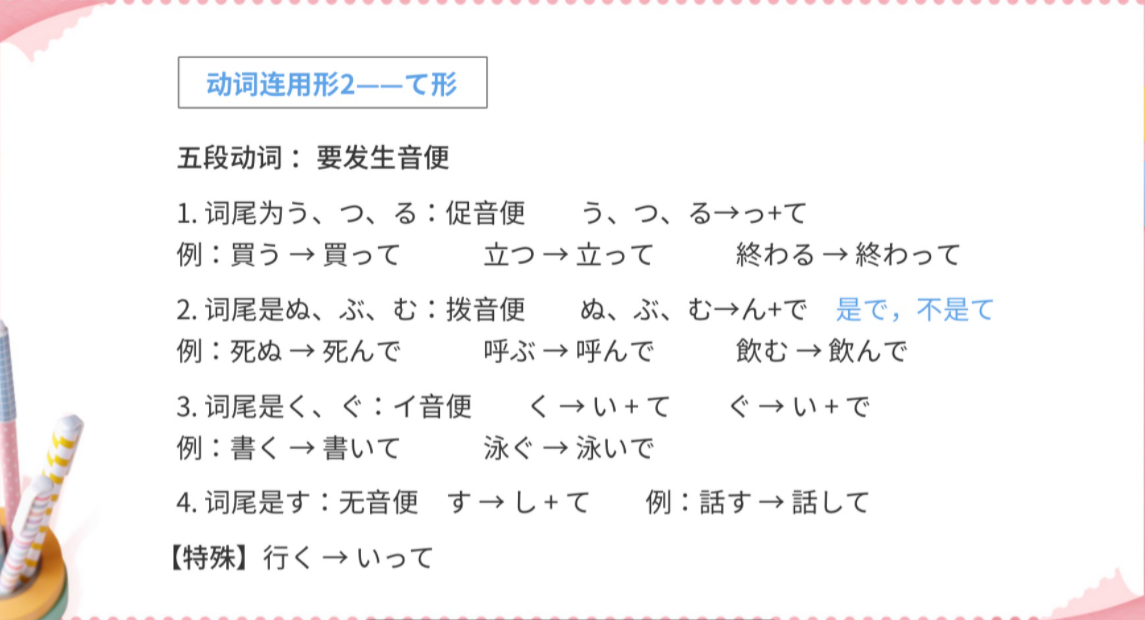 动词连用形2——て形
五段动词： 要发生音便
1. 词尾为う、つ、る：促音便 う、つ、る→っ+て
例：買う → 買って 立つ → 立って 終わる → 終わって
2. 词尾是ぬ、ぶ、む：拨音便 ぬ、ぶ、む→ん+で 是で，不是て
例：死ぬ → 死んで 呼ぶ → 呼んで 飲む → 飲んで
3. 词尾是く、ぐ：イ音便 く → い + て ぐ → い + で
例：書く → 書いて 泳ぐ → 泳いで
4. 词尾是す：无音便 す → し + て 例：話す → 話して
【特殊】行く → いって